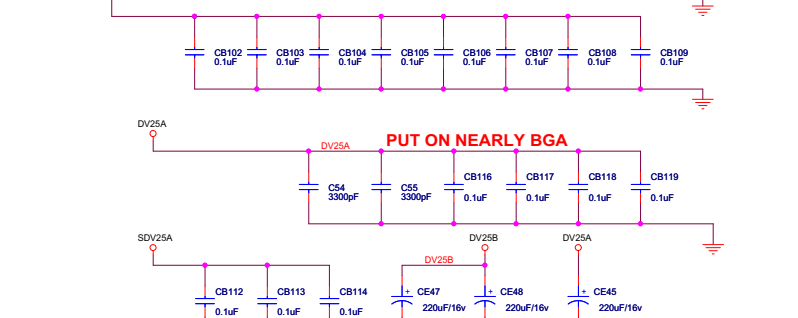 CB102
0.1uF
CB103
0.1uF
CB104
0.1uF
CB105
0.1uF
CB106
0.1uF
CB107
0.1uF
CB108
0.1uF
CB109
0.1uF
DV25A
DV25A
PUT ON NEARLY BGA
C54
3300pF
C55
3300pF
CB116
0.1uF
CB117
0.1uF
CB118
0.1uF
CB119
0.1uF
SDV25A
DV25B
DV25A
DV25B
CB112
0.1uF
CB113
0.1uF
CB114
0.1uF
+
CE47
220uF/16v
+
CE48
220uF/16v
+
CE45
220uF/16v